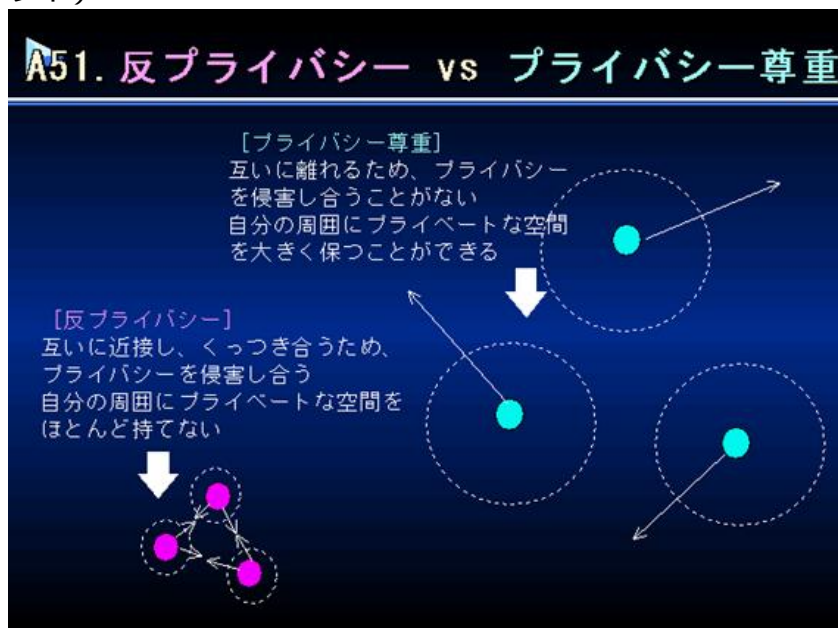 A51. 反プライバシー vs プライバシー尊重
[プライバシー尊重]
互いに離れるため、プライバシー
を侵害し合うことがない
自分の周囲にプライベートな空間
を大きく保つことができる
[反プライバシー]
互いに近接し、くっつき合うため、
プライバシーを侵害し合う
自分の周囲にプライベートな空間を
ほとんど持てない